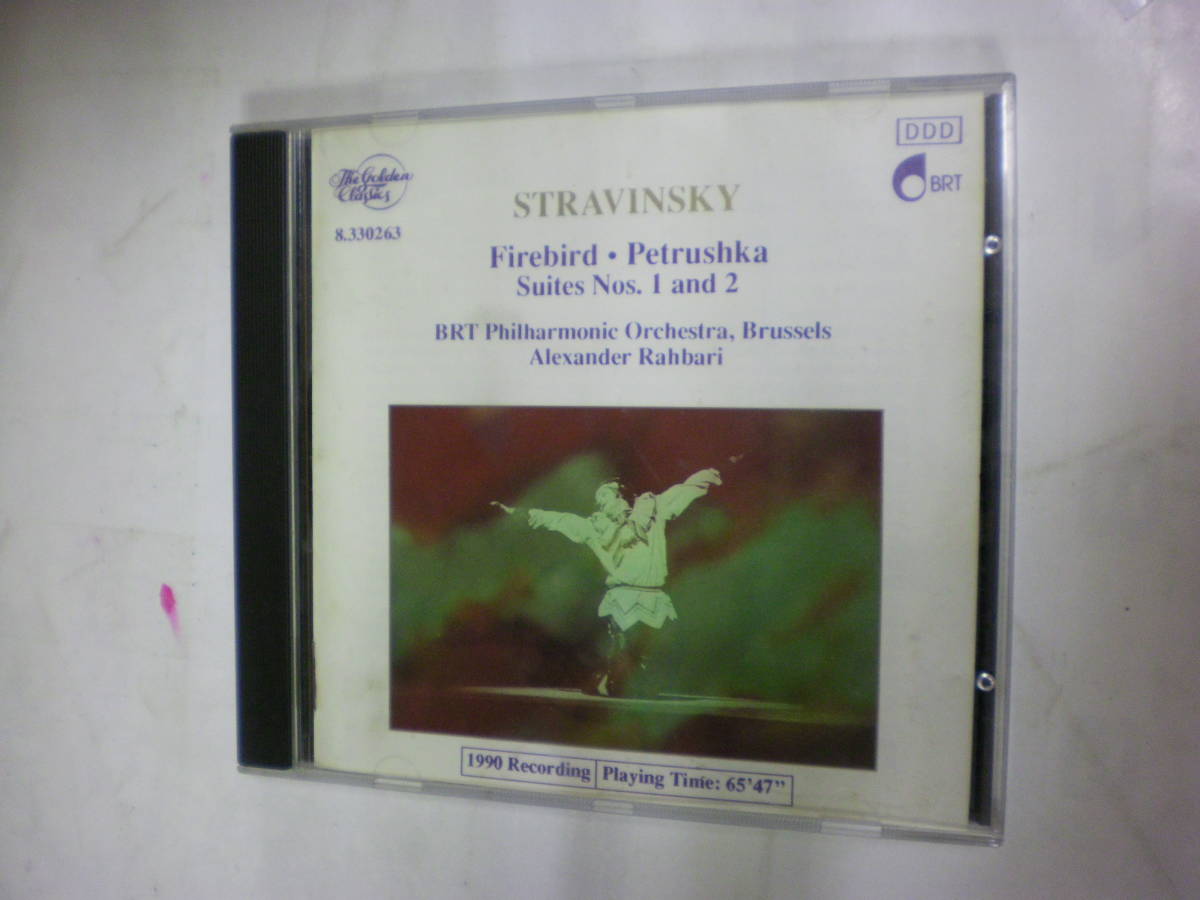 The Golden
Classics
8.330263
DDD
BRT
STRAVINSKY
Firebird • Petrushka
Suites Nos. 1 and 2
BRT Philharmonic Orchestra, Brussels
Alexander Rahbari
1990 Recording
Playing Time: 65'47"